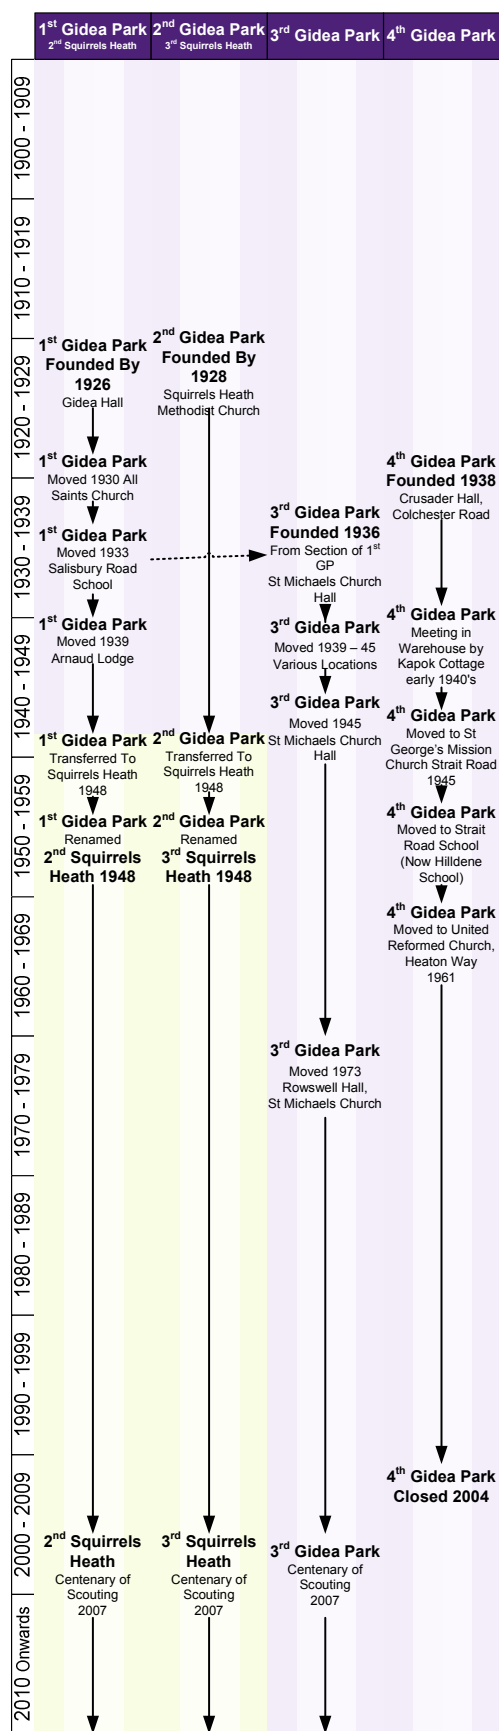 1st Gidea Park
2nd Squirrels Heath
2nd Gidea Park
3rd Squirrels Heath
3rd Gidea Park
4th Gidea Park
1900 - 1909
1910 - 1919
1920 - 1929
1930 - 1939
1940 - 1949
1950 - 1959
1960 - 1969
1970 - 1979
1980 - 1989
1990 - 1999
2000 - 2009
2010 Onwards
1st Gidea Park
Founded By
1926
Gidea Hall
1st Gidea Park
Moved 1930 All
Saints Church
1st Gidea Park
Moved 1933
Salisbury Road
School
1st Gidea Park
Moved 1939
Arnaud Lodge
1st Gidea Park
Transferred To
Squirrels Heath
1948
1st Gidea Park
Renamed
2nd Squirrels
Heath 1948
2nd Squirrels
Heath
Centenary of
Scouting
2007
2nd Gidea Park
Founded By
1928
Squirrels Heath
Methodist Church
2nd Gidea Park
Transferred To
Squirrels Heath
1948
2nd Gidea Park
Renamed
3rd Squirrels
Heath 1948
3rd Squirrels
Heath
Centenary of
Scouting
2007
3rd Gidea Park
Founded 1936
From Section of 1st
GP
St Michaels Church
Hall
3rd Gidea Park
Moved 1939 – 45
Various Locations
3rd Gidea Park
Moved 1945
St Michaels Church
Hall
3rd Gidea Park
Moved 1973
Rowswell Hall,
St Michaels Church
3rd Gidea Park
Centenary of
Scouting
2007
4th Gidea Park
Founded 1938
Crusader Hall,
Colchester Road
4th Gidea Park
Meeting in
Warehouse by
Kapok Cottage
early 1940's
4th Gidea Park
Moved to St
George's Mission
Church Strait Road
1945
4th Gidea Park
Moved to Strait
Road School
(Now Hilldene
School)
4th Gidea Park
Moved to United
Reformed Church,
Heaton Way
1961
4th Gidea Park
Closed 2004